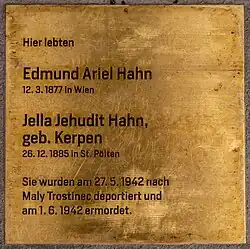 Hier lebten
Edmund Ariel Hahn
12. 3. 1877 in Wien
Jella Jehudit Hahn,
geb. Kerpen
26. 12. 1885 in St. Pölten
Sie wurden am 27. 5. 1942 nach
Maly Trostinec deportiert und
am 1. 6. 1942 ermordet.